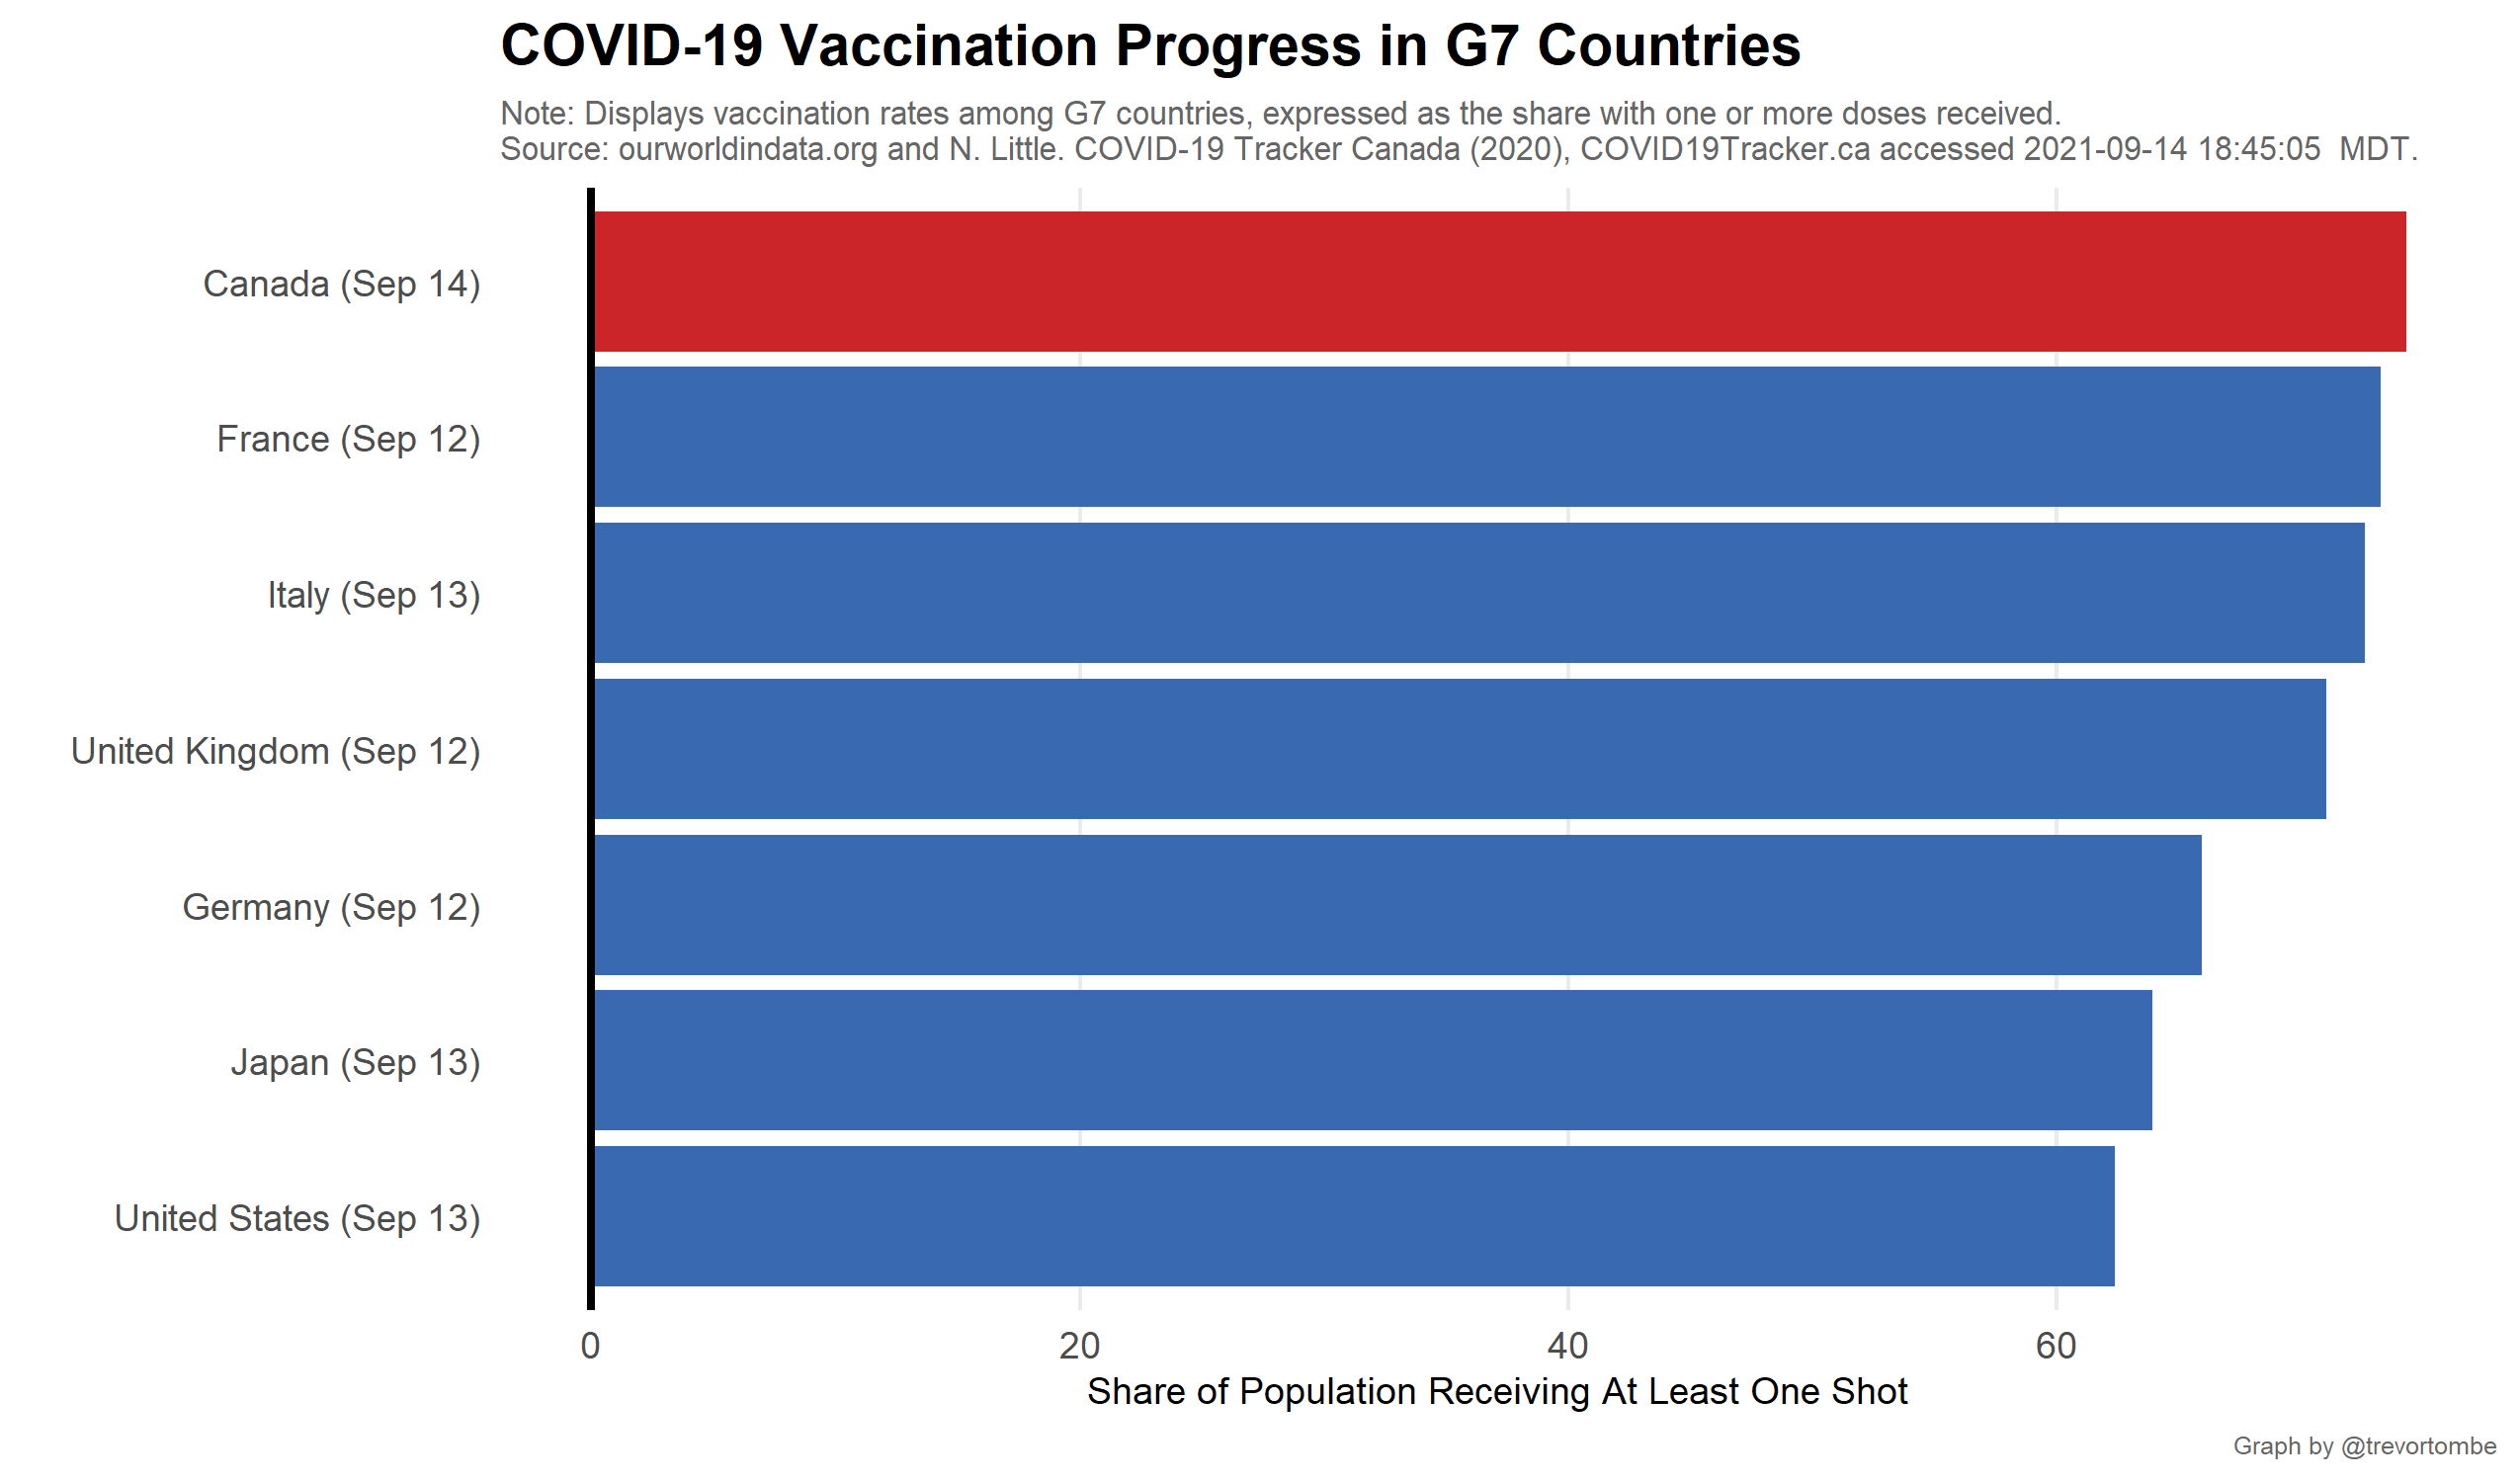 COVID-19 Vaccination Progress in G7 Countries
Note: Displays vaccination rates among G7 countries, expressed as the share with one or more doses received.
Source: ourworldindata.org and N. Little. COVID-19 Tracker Canada (2020), COVID19Tracker.ca accessed 2021-09-14 18:45:05  MDT.
Canada (Sep 14)
France (Sep 12)
Italy (Sep 13)
United Kingdom (Sep 12)
Germany (Sep 12)
Japan (Sep 13)
United States (Sep 13)
0 20 40 60
Share of Population Receiving At Least One Shot
Graph by @trevortombe